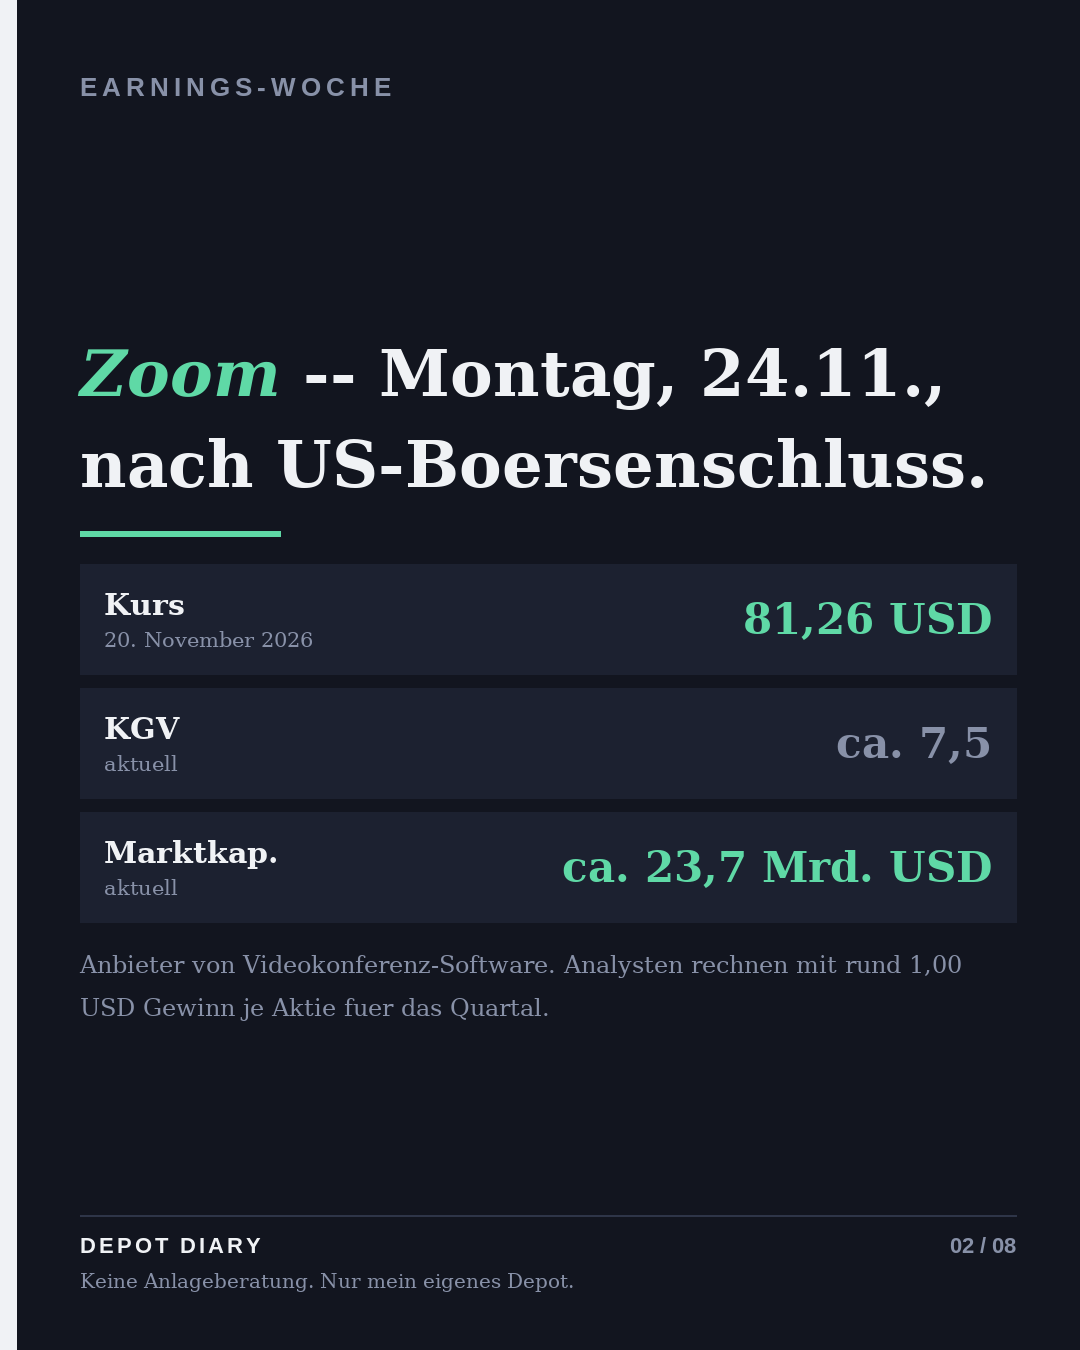 EARNINGS-WOCHE
Zoom -- Montag, 24.11.,
nach US-Boersenschluss.
Kurs
20. November 2026
81,26 USD
KGV
aktuell
ca. 7,5
Marktkap.
aktuell
ca. 23,7 Mrd. USD
Anbieter von Videokonferenz-Software. Analysten rechnen mit rund 1,00
USD Gewinn je Aktie fuer das Quartal.
DEPOT DIARY
02 / 08
Keine Anlageberatung. Nur mein eigenes Depot.